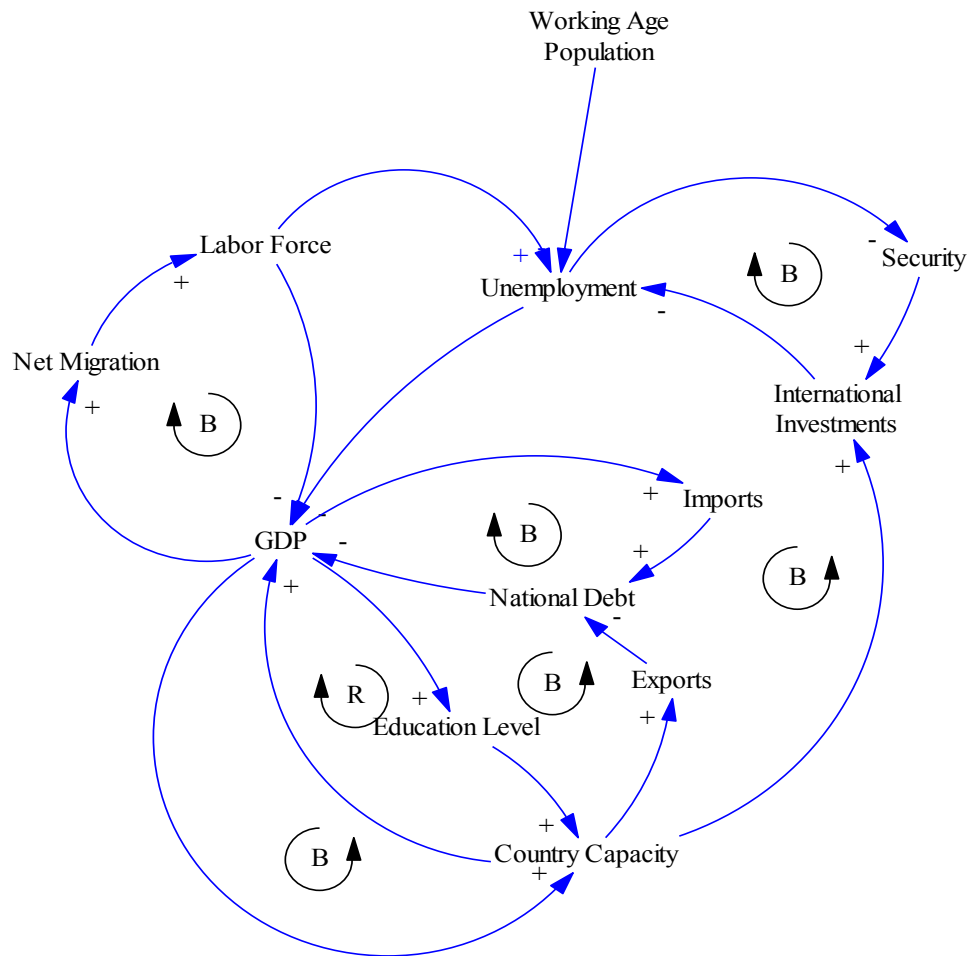 Working Age
Population
Labor Force
+
-
Security
+
B
Unemployment
-
+
Net Migration
+
+
International
Investments
B
+
-
-
+
Imports
GDP
-
B
+
+
B
National Debt
-
B
Exports
R
+
+
Education Level
+
B
Country Capacity
+